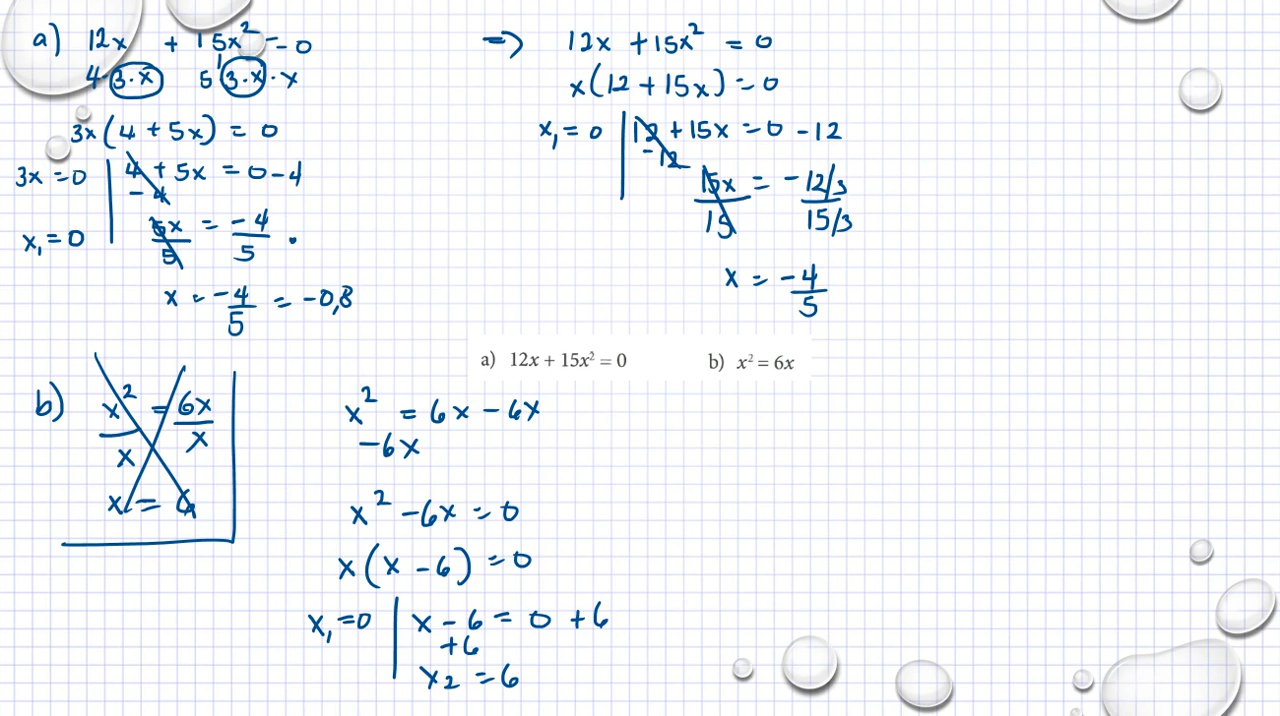 a) 12x + 15x² = 0
4·3·x 5·3·x·x
3x(4 + 5x) = 0
3x = 0 | 4 + 5x = 0 - 4
- 4
x₁ = 0 5x/5 = -4/5 .
x = -4/5 = -0,8
=> 12x + 15x² = 0
x(12 + 15x) = 0
x₁ = 0 | 12 + 15x = 0 - 12
-12
15x/15 = -12/3 / 15/3
x = -4/5
a) 12x + 15x² = 0 b) x² = 6x
b) x²/x = 6x/x
x = 6
x² = 6x - 6x
-6x
x² - 6x = 0
x(x - 6) = 0
x₁ = 0 | x - 6 = 0 + 6
+6
x₂ = 6